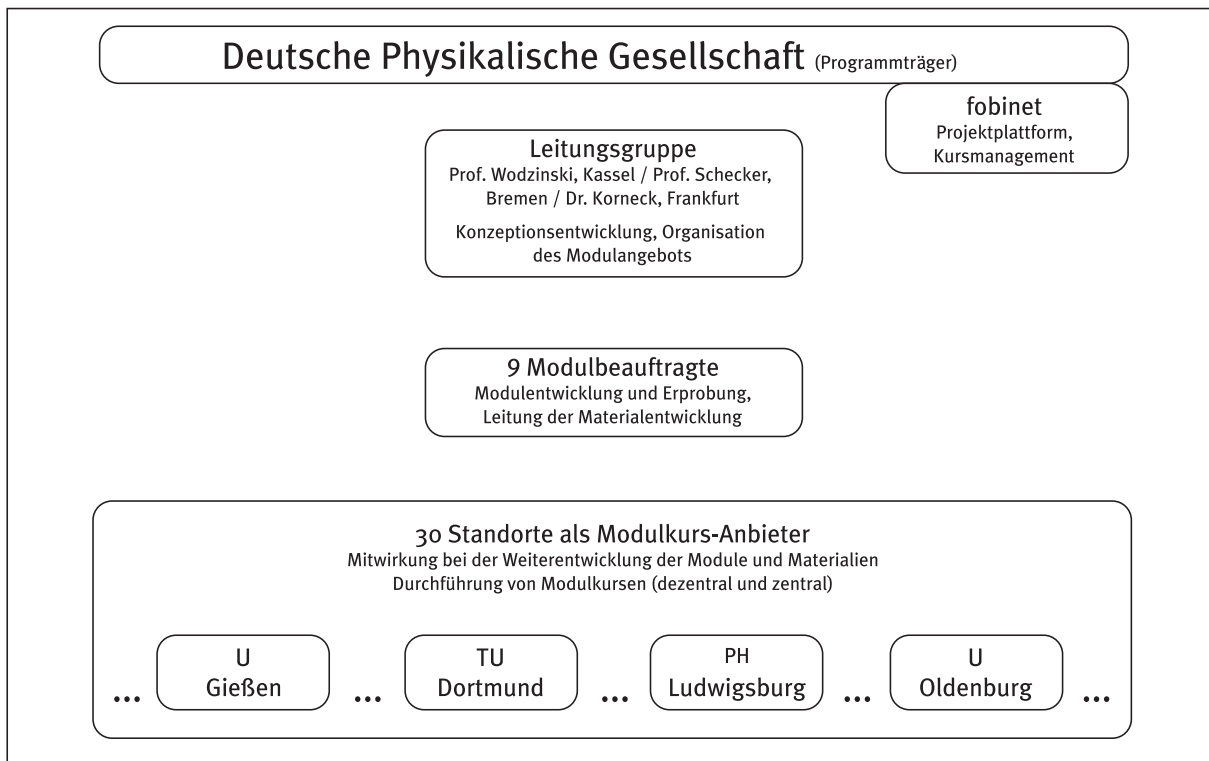 Deutsche Physikalische Gesellschaft (Programmträger)
fobinet
Projektplattform,
Kursmanagement
Leitungsgruppe
Prof. Wodzinski, Kassel / Prof. Schecker,
Bremen / Dr. Korneck, Frankfurt
Konzeptionsentwicklung, Organisation
des Modulangebots
9 Modulbeauftragte
Modulentwicklung und Erprobung,
Leitung der Materialentwicklung
30 Standorte als Modulkurs-Anbieter
Mitwirkung bei der Weiterentwicklung der Module und Materialien
Durchführung von Modulkursen (dezentral und zentral)
... U
Gießen ... TU
Dortmund ... PH
Ludwigsburg ... U
Oldenburg ...